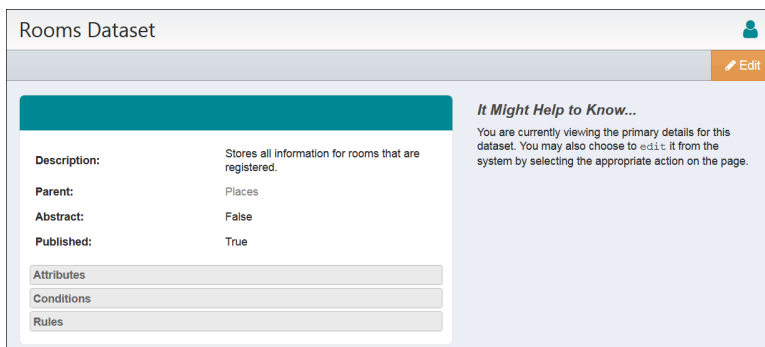 Rooms Dataset
Edit
Description: Stores all information for rooms that are
registered.
Parent: Places
Abstract: False
Published: True
Attributes
Conditions
Rules
It Might Help to Know...
You are currently viewing the primary details for this
dataset. You may also choose to edit it from the
system by selecting the appropriate action on the page.